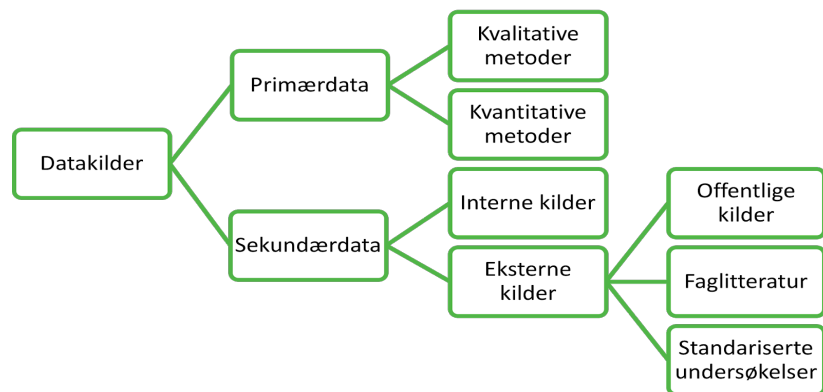 Datakilder
Primærdata
Kvalitative
metoder
Kvantitative
metoder
Sekundærdata
Interne kilder
Eksterne
kilder
Offentlige
kilder
Faglitteratur
Standariserte
undersøkelser